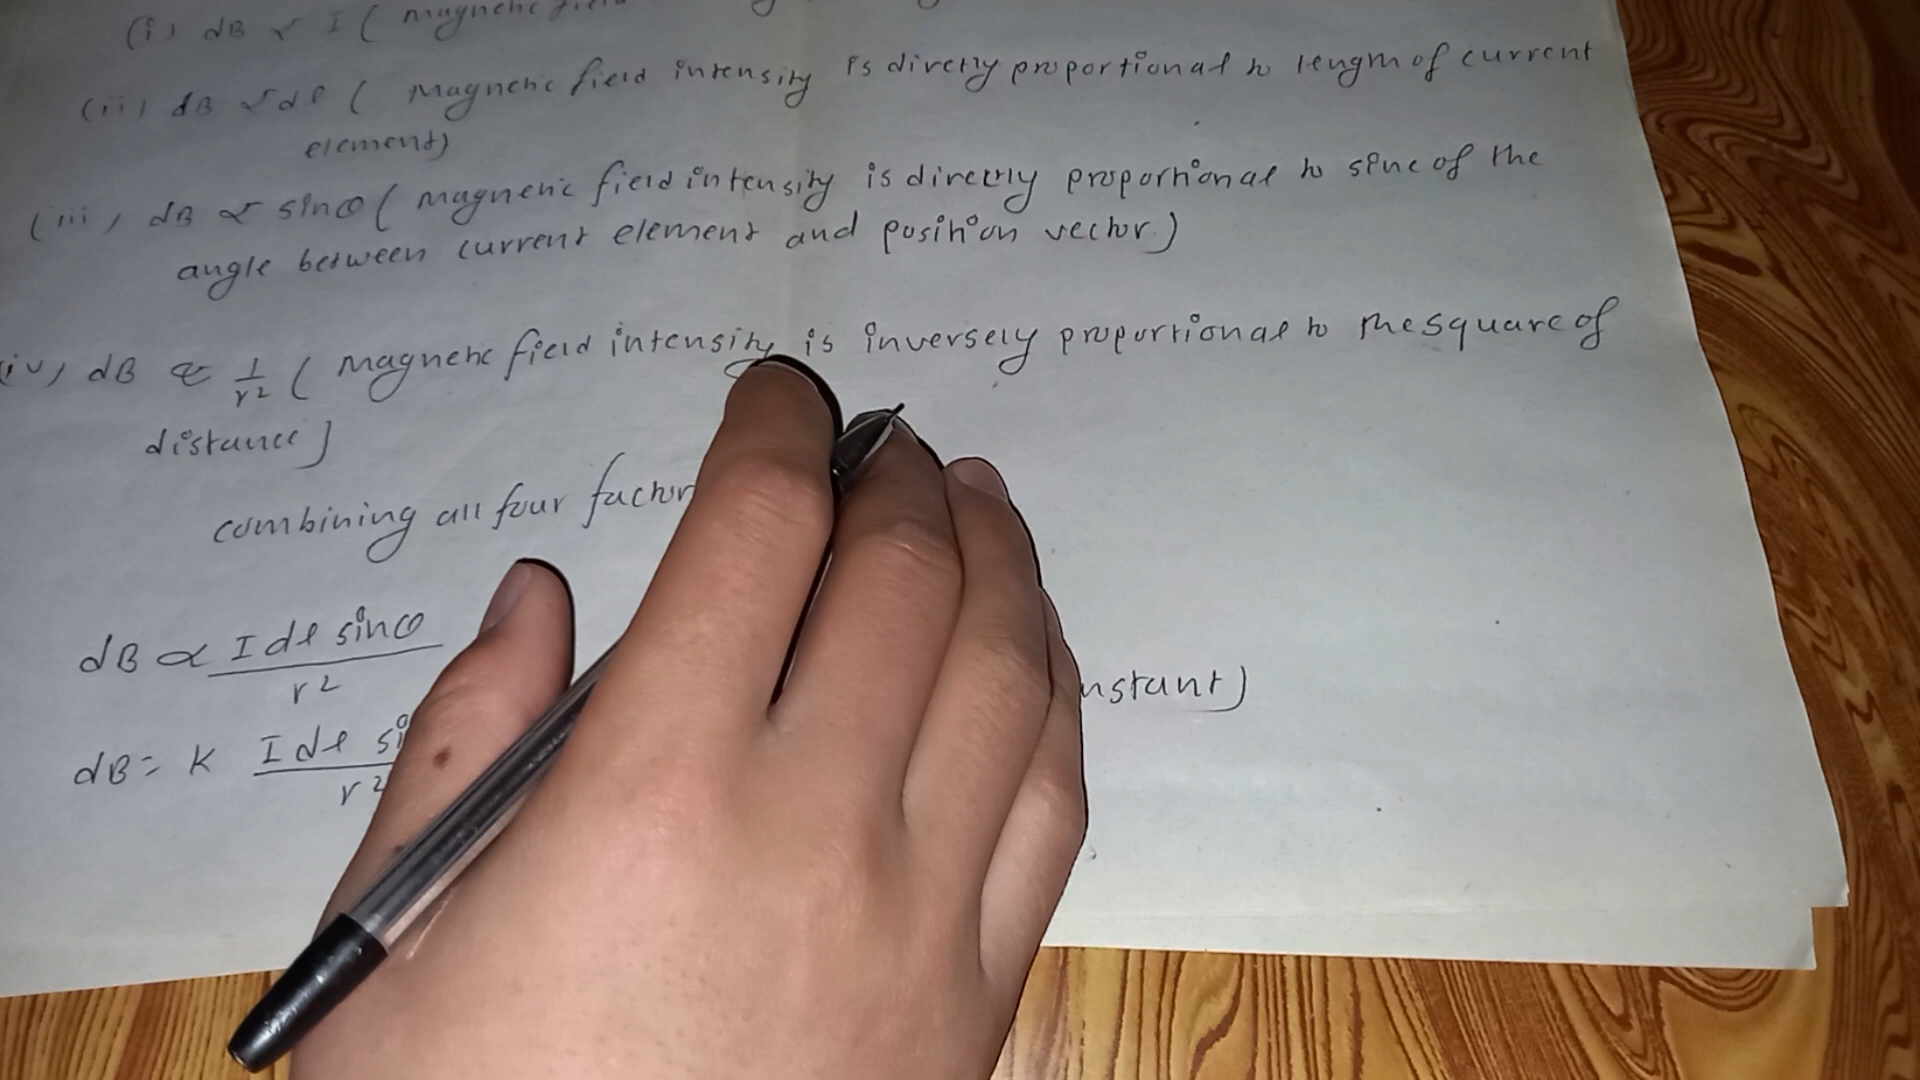 (i) dB ∝ I ( magnetic
(ii) dB ∝ dl ( Magnetic field intensity is directly proportional to length of current
element)
(iii) dB ∝ sinθ ( magnetic field intensity is directly proportional to sine of the
angle between current element and position vector)
(iv) dB ∝ 1/r² ( Magnetic field intensity is inversely proportional to the square of
distance)
combining all four factor
dB ∝ I dl sinθ / r²
nstant)
dB = K I dl si / r²